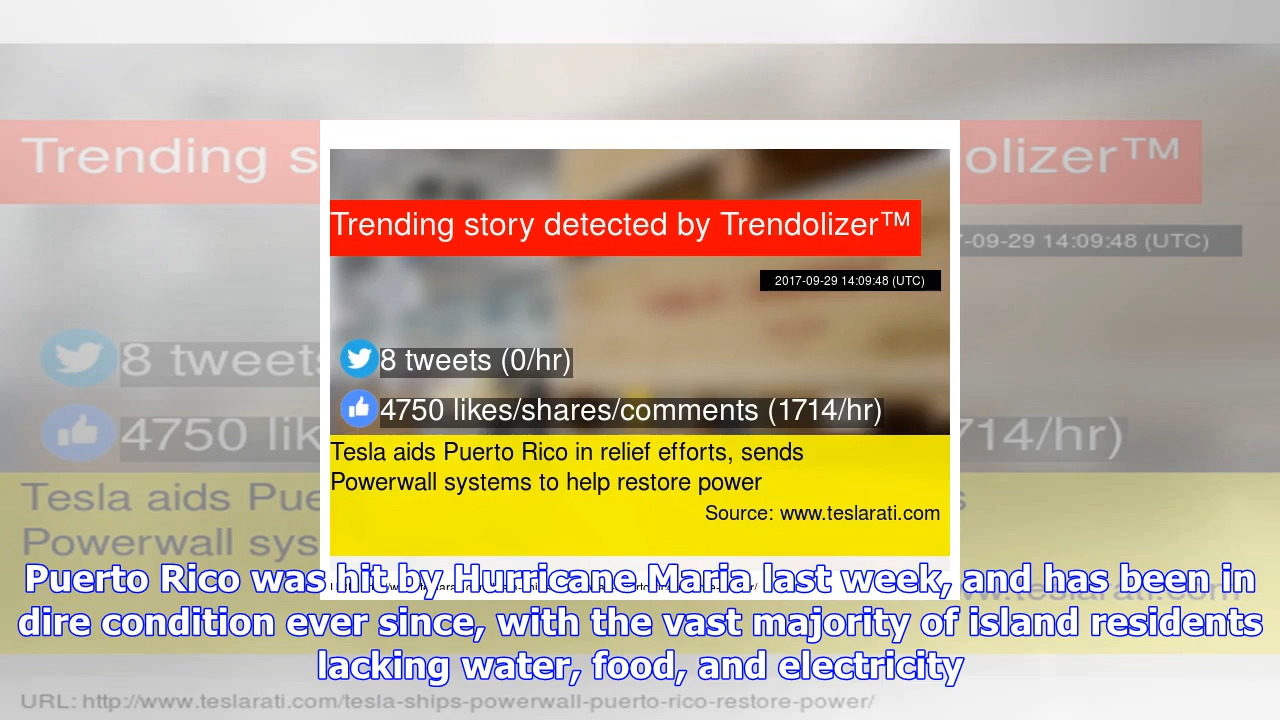 Trending story detected by Trendolizer™
2017-09-29 14:09:48 (UTC)
8 tweets (0/hr)
4750 likes/shares/comments (1714/hr)
Tesla aids Puerto Rico in relief efforts, sends
Powerwall systems to help restore power
Source: www.teslarati.com
Puerto Rico was hit by Hurricane Maria last week, and has been in
dire condition ever since, with the vast majority of island residents
lacking water, food, and electricity
URL: http://www.teslarati.com/tesla-ships-powerwall-puerto-rico-restore-power/